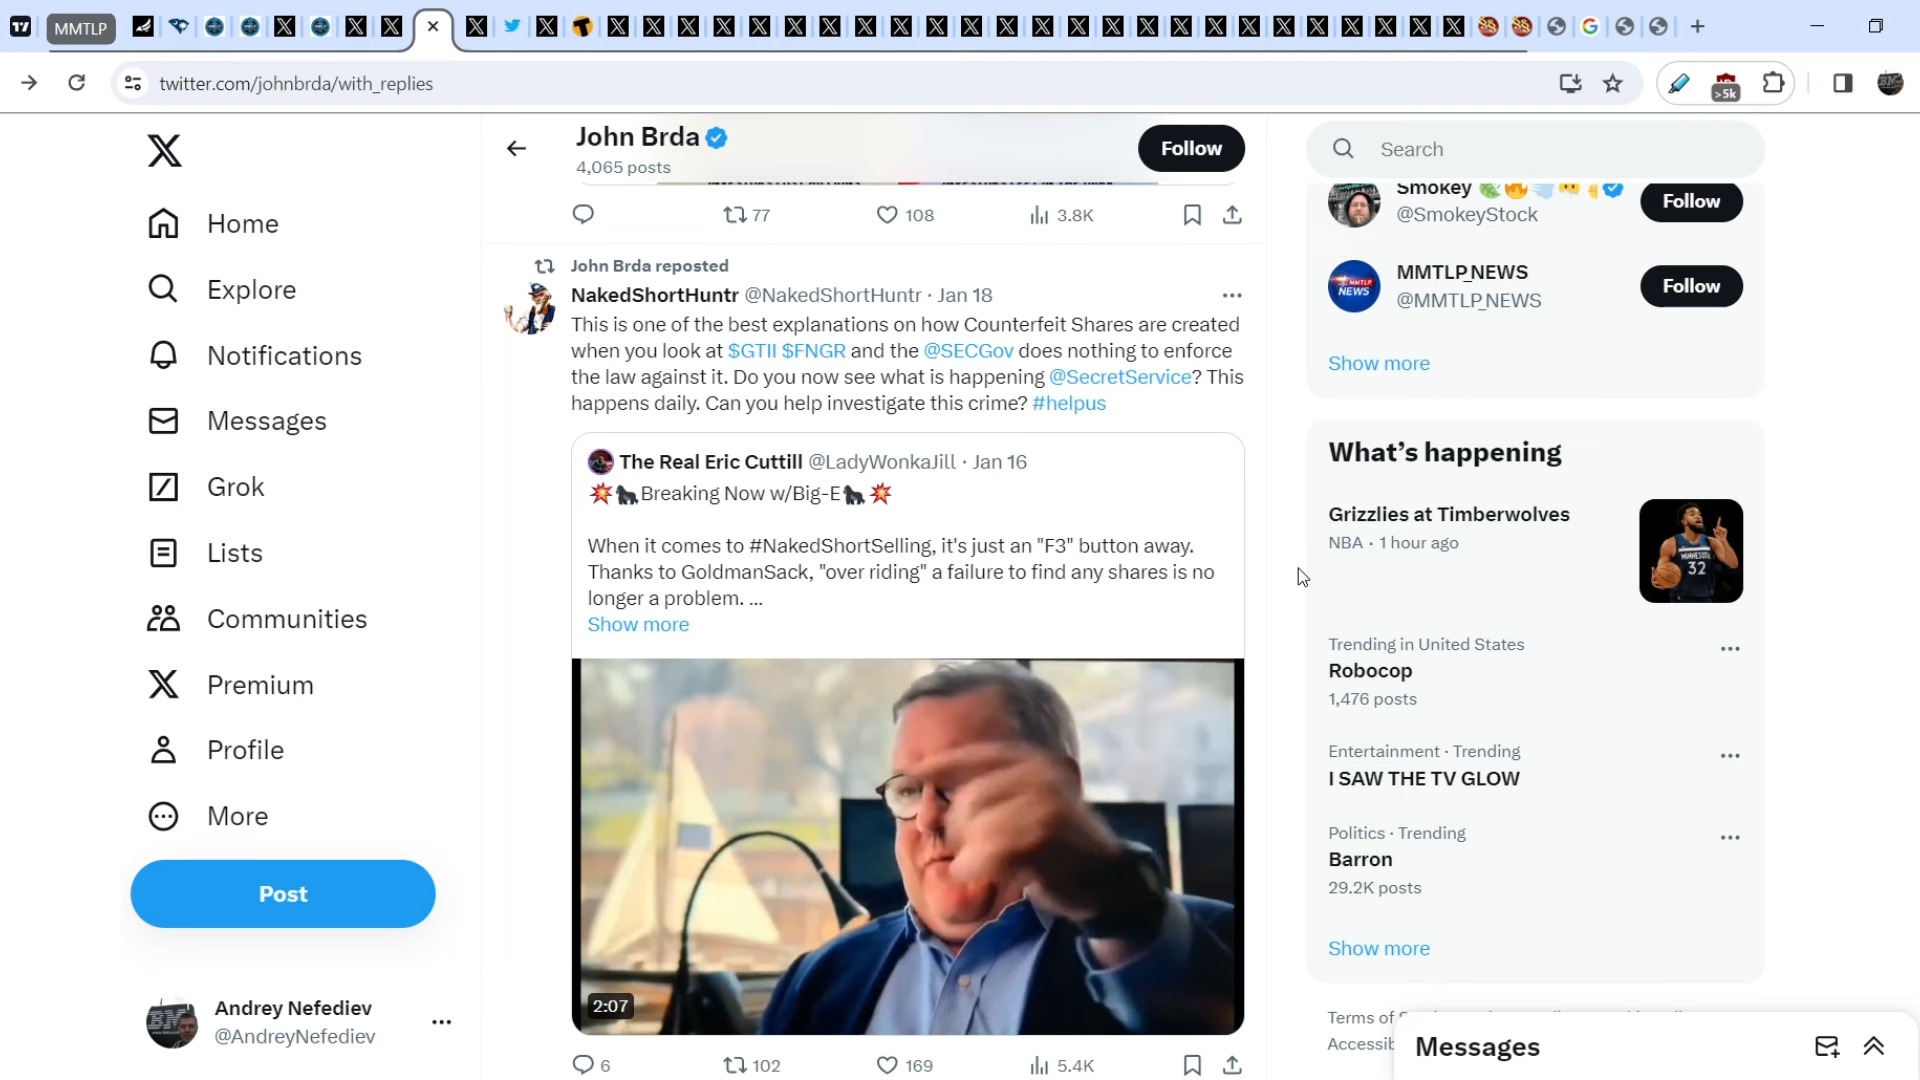 MMTLP
twitter.com/johnbrda/with_replies
>5k
John Brda
4,065 posts
Follow
Search
77
108
3.8K
Home
Explore
Notifications
Messages
Grok
Lists
Communities
Premium
Profile
More
Post
Andrey Nefediev
@AndreyNefediev
John Brda reposted
NakedShortHuntr @NakedShortHuntr · Jan 18
This is one of the best explanations on how Counterfeit Shares are created
when you look at $GTII $FNGR and the @SECGov does nothing to enforce
the law against it. Do you now see what is happening @SecretService? This
happens daily. Can you help investigate this crime? #helpus
The Real Eric Cuttill @LadyWonkaJill · Jan 16
Breaking Now w/Big-E
When it comes to #NakedShortSelling, it's just an "F3" button away.
Thanks to GoldmanSack, "over riding" a failure to find any shares is no
longer a problem. ...
Show more
2:07
6
102
169
5.4K
Smokey
@SmokeyStock
Follow
MMTLP_NEWS
@MMTLP_NEWS
Follow
MMTLP
NEWS
Show more
What's happening
Grizzlies at Timberwolves
NBA · 1 hour ago
MINNESOTA
32
Trending in United States
Robocop
1,476 posts
Entertainment · Trending
I SAW THE TV GLOW
Politics · Trending
Barron
29.2K posts
Show more
Terms of
Messages